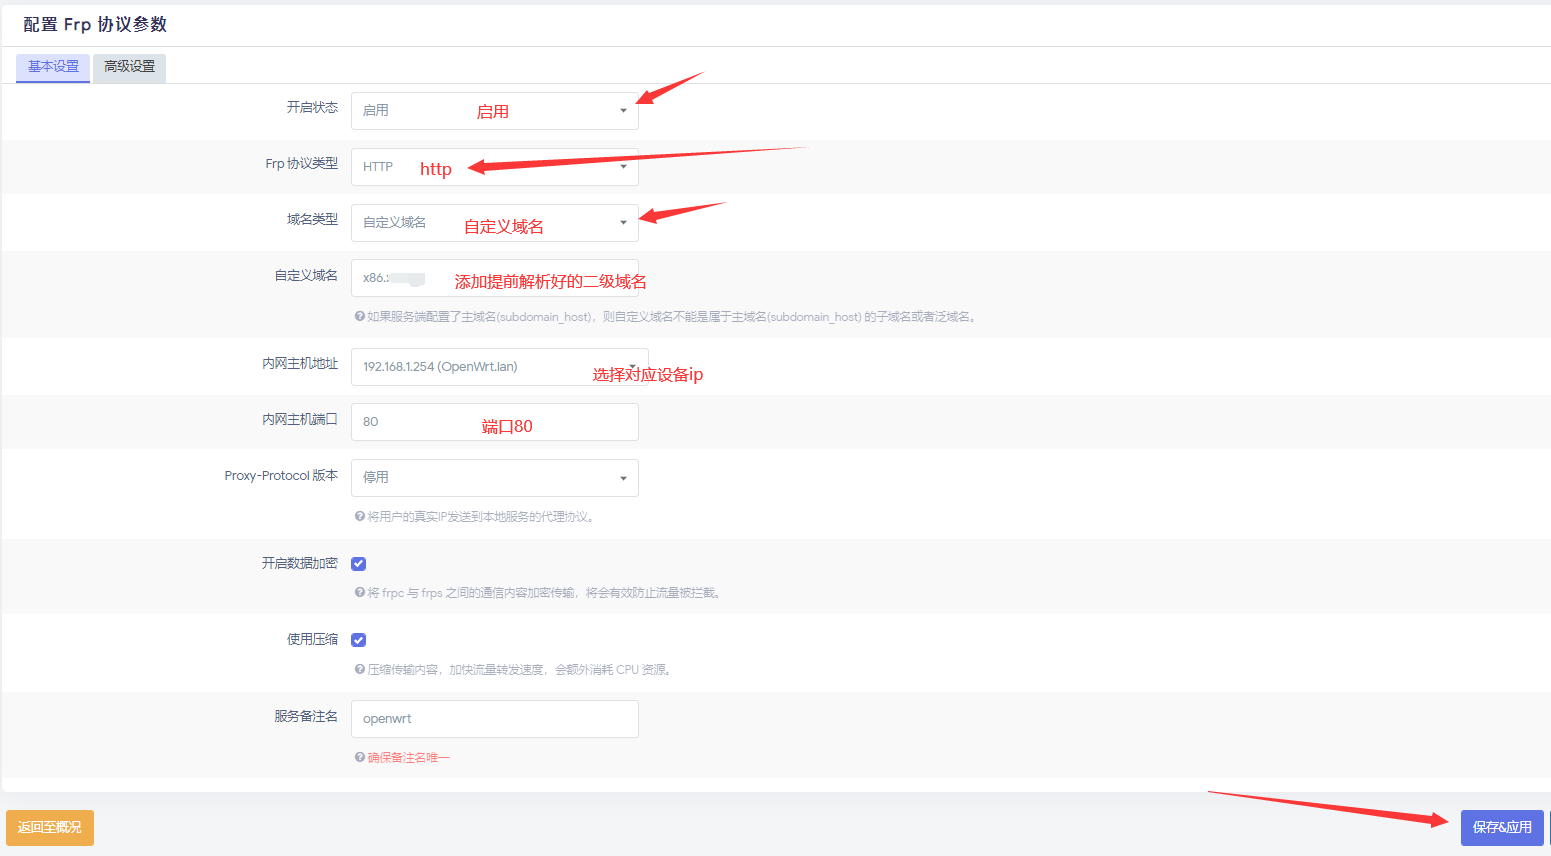 配置 Frp 协议参数
基本设置 高级设置
开启状态 启用 启用
Frp 协议类型 HTTP http
域名类型 自定义域名 自定义域名
自定义域名 x86. 添加提前解析好的二级域名
如果服务端配置了主域名(subdomain_host)，则自定义域名不能是属于主域名(subdomain_host) 的子域名或者泛域名。
内网主机地址 192.168.1.254 (OpenWrt.lan) 选择对应设备ip
内网主机端口 80 端口80
Proxy-Protocol 版本 停用
将用户的真实IP发送到本地服务的代理协议。
开启数据加密
将 frpc 与 frps 之间的通信内容加密传输，将会有效防止流量被拦截。
使用压缩
压缩传输内容，加快流量转发速度，会额外消耗 CPU 资源。
服务备注名 openwrt
确保备注名唯一
返回至概况 保存&应用